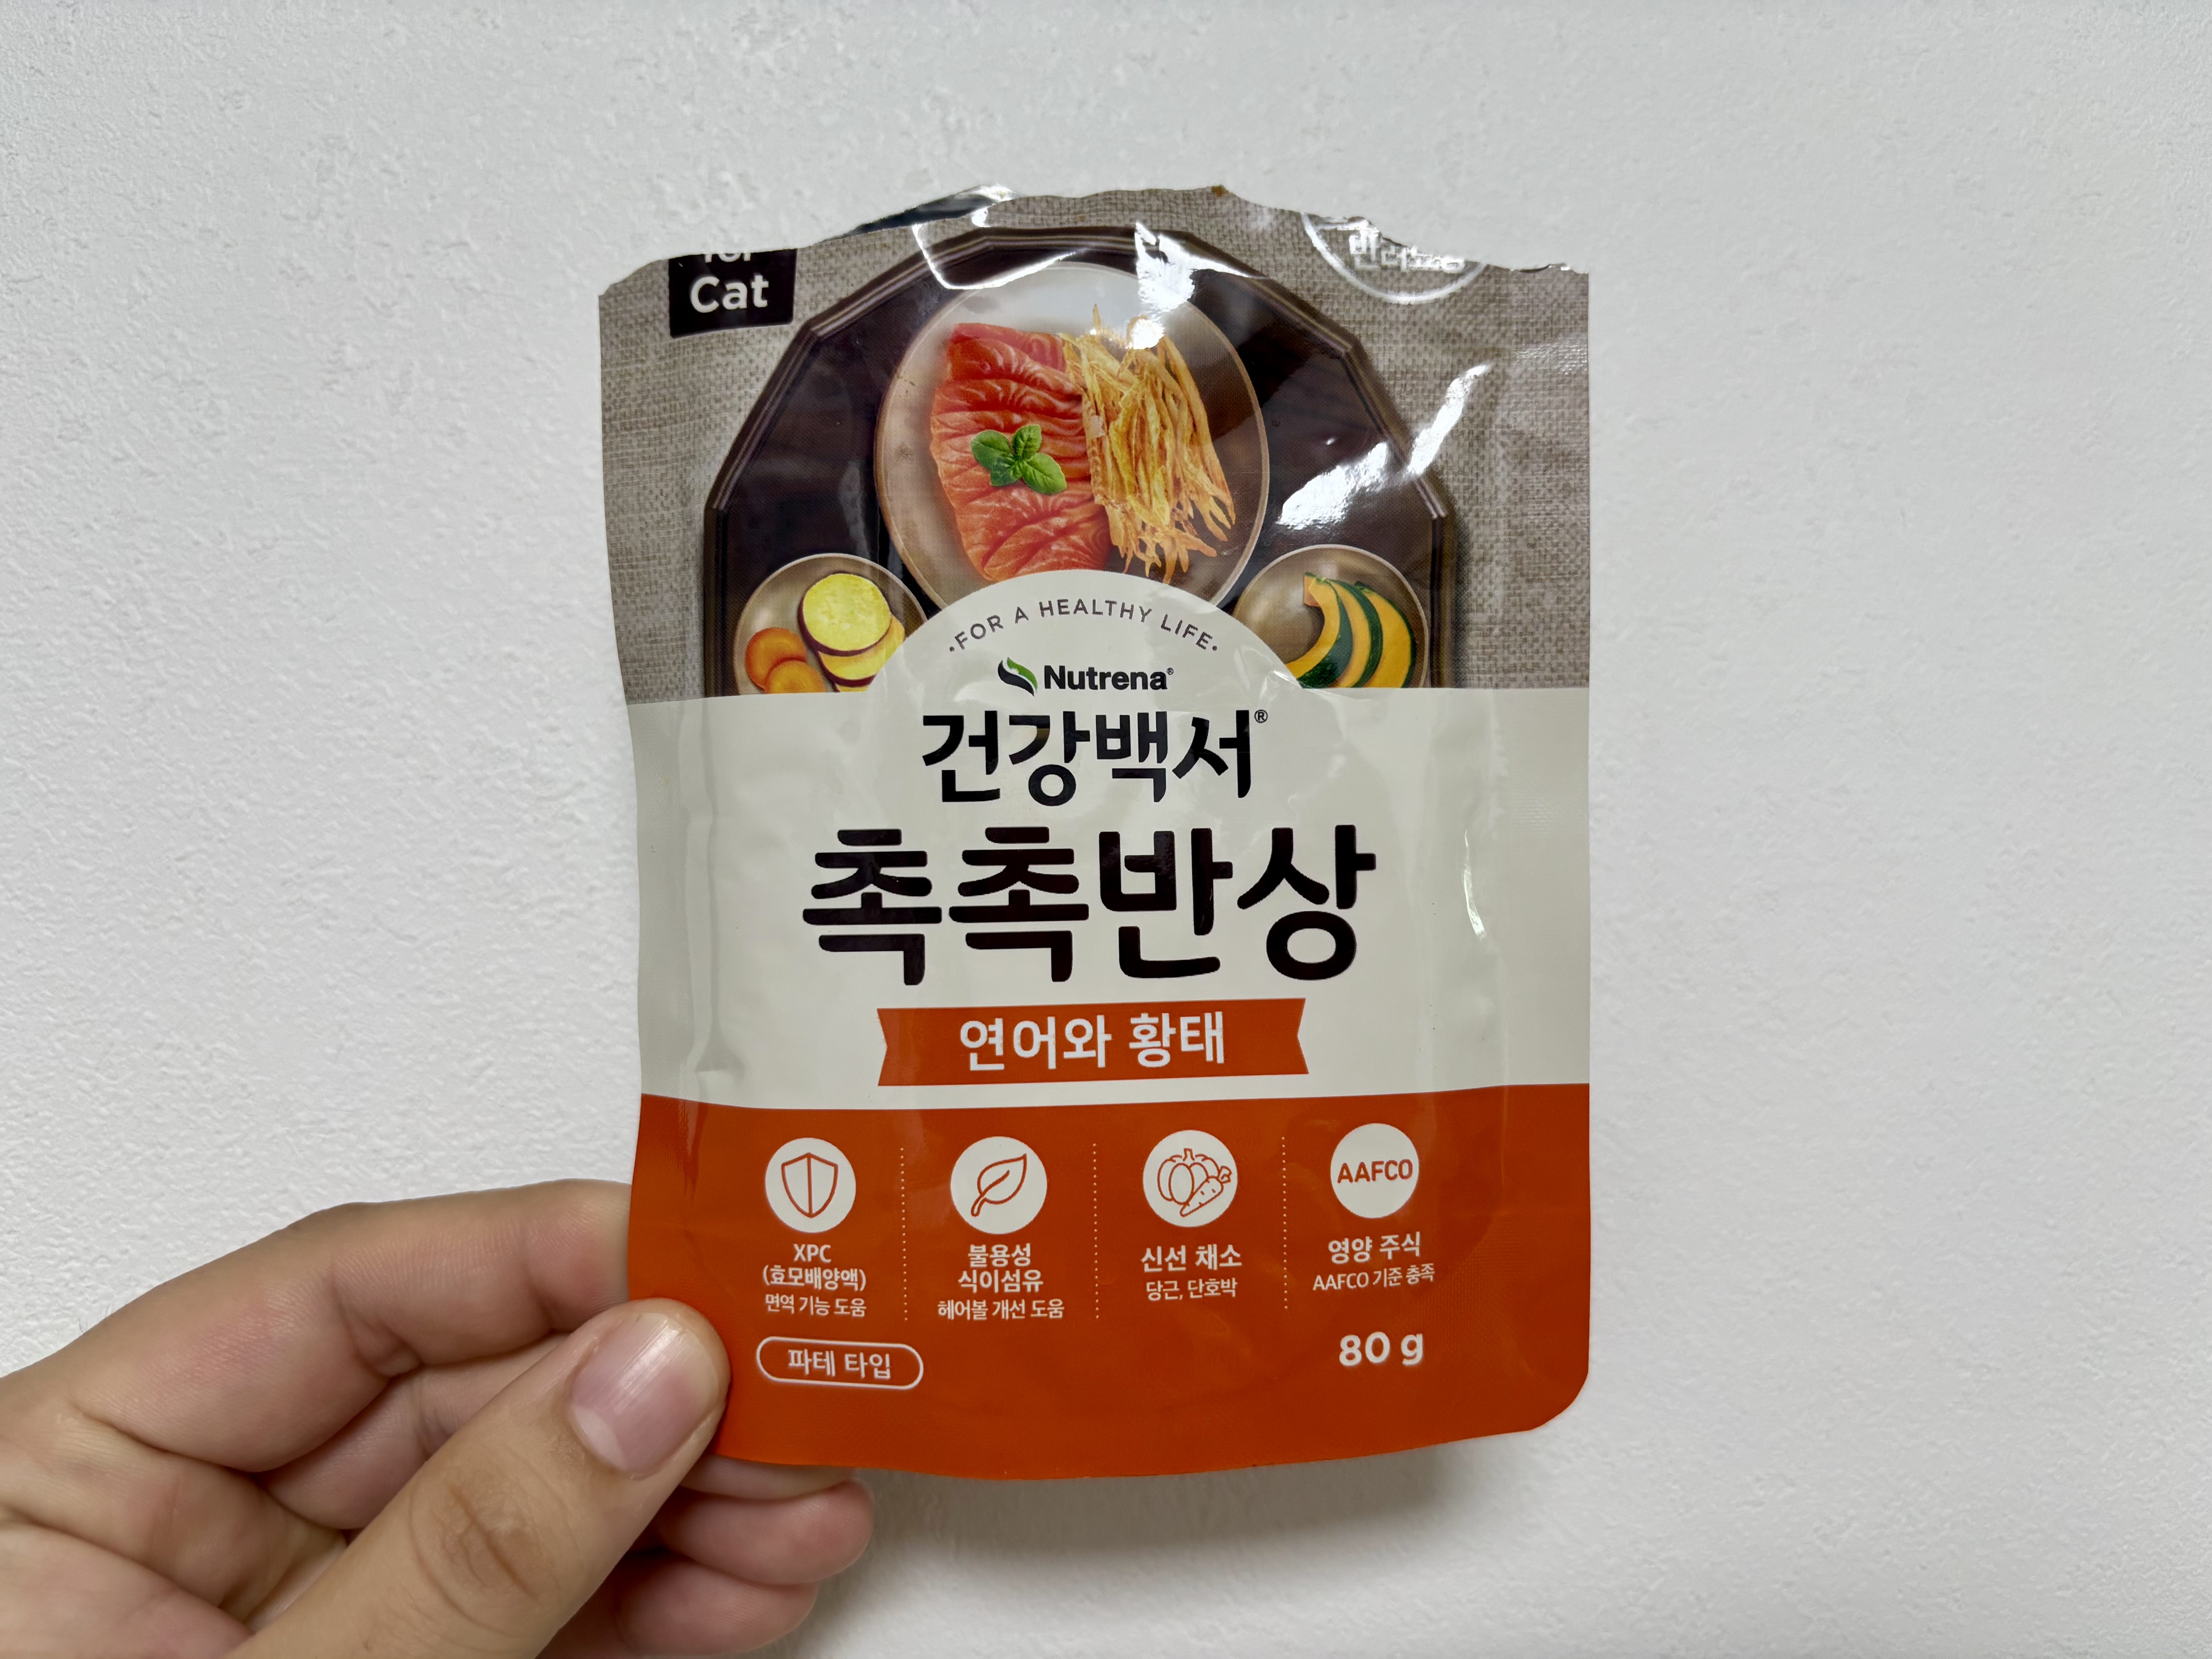 Cat
FOR A HEALTHY LIFE
Nutrena®
건강백서®
촉촉반상
연어와 황태
XPC
(효모배양액)
면역 기능 도움
불용성
식이섬유
헤어볼 개선 도움
신선 채소
당근, 단호박
AAFCO
영양 주식
AAFCO 기준 충족
파테 타입
80 g